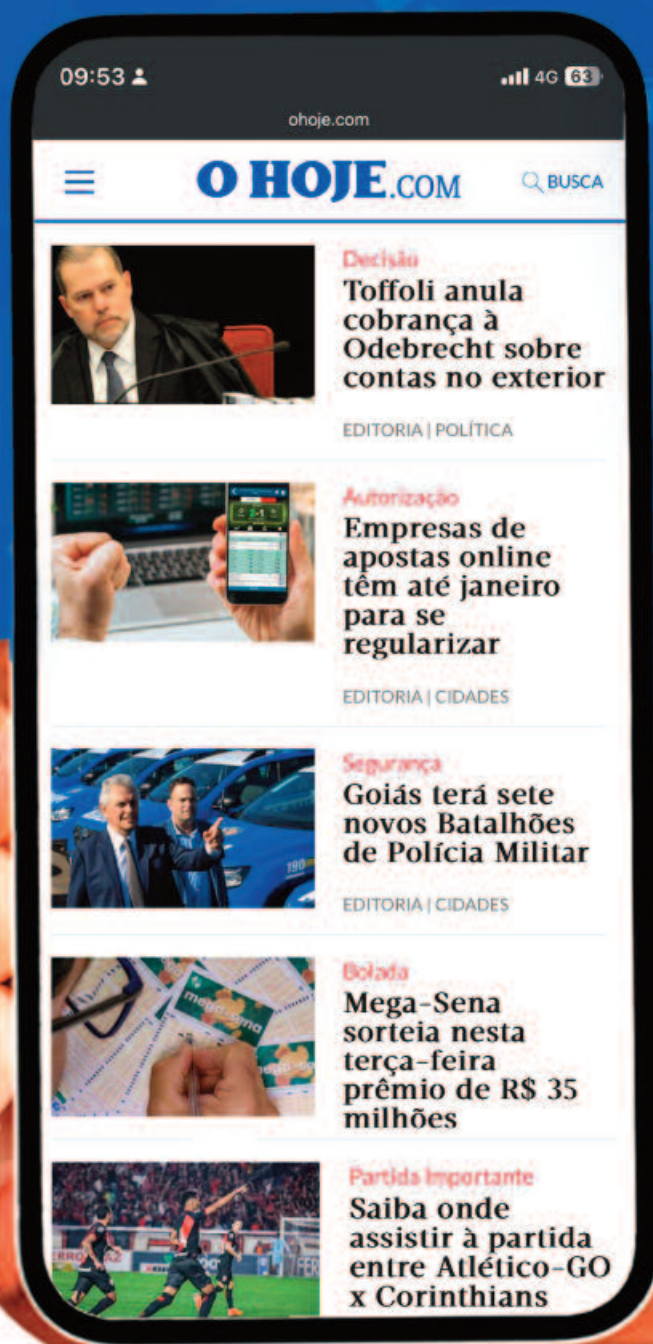 09:53
4G 63
ohoje.com
O HOJE.COM
BUSCA
Decisão
Toffoli anula
cobrança à
Odebrecht sobre
contas no exterior
EDITORIA | POLÍTICA
Autorização
Empresas de
apostas online
têm até janeiro
para se
regularizar
EDITORIA | CIDADES
190
Segurança
Goiás terá sete
novos Batalhões
de Polícia Militar
EDITORIA | CIDADES
mega-sena
Bolada
Mega-Sena
sorteia nesta
terça-feira
prêmio de R$ 35
milhões
Partida Importante
Saiba onde
assistir à partida
entre Atlético-GO
x Corinthians